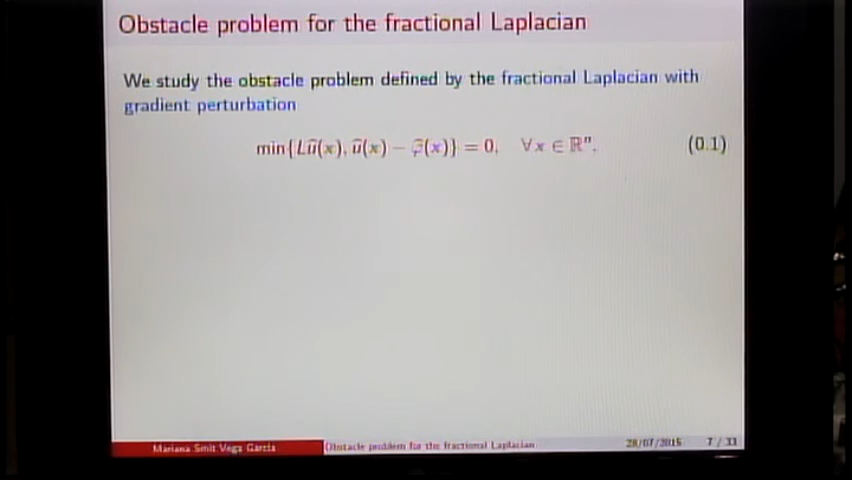 Obstacle problem for the fractional Laplacian
We study the obstacle problem defined by the fractional Laplacian with
gradient perturbation
min{Lũ(x), ũ(x) − φ̃(x)} = 0, ∀x ∈ ℝⁿ, (0.1)
Mariana Smit Vega Garcia Obstacle problem for the fractional Laplacian 28/07/2015 7 / 33